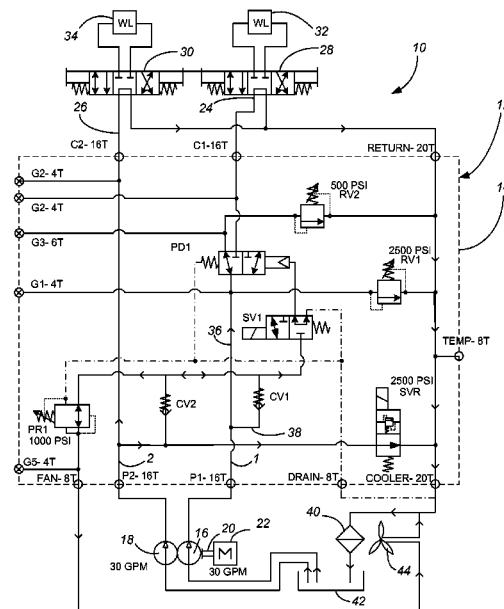 34
WL
WL
32
30
28
10
26
24
12
C2- 16T
C1-16T
RETURN- 20T
G2- 4T
G2- 4T
G3- 6T
500 PSI
RV2
PD1
2500 PSI
RV1
G1- 4T
SV1
36
TEMP- 8T
2500 PSI
SVR
CV2
CV1
PR1
1000 PSI
38
G5- 4T
2
1
FAN- 8T
P2- 16T
P1- 16T
DRAIN- 8T
COOLER- 20T
18
16
20
22
M
30 GPM
30 GPM
40
44
42